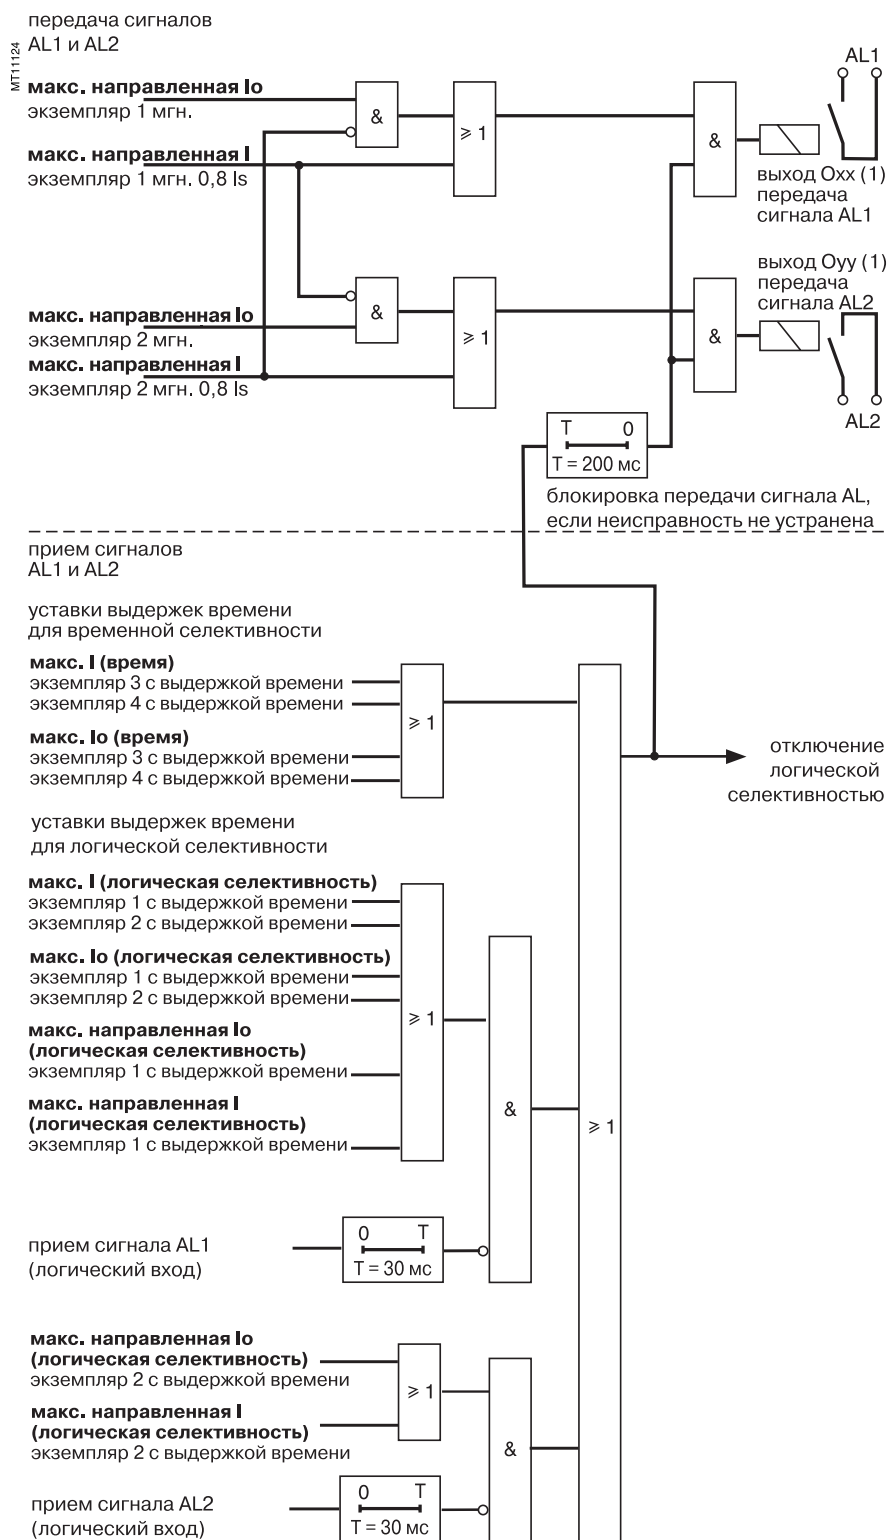 передача сигналов
AL1 и AL2
MT11124
макс. направленная Io
экземпляр 1 мгн.
&
≥ 1
&
AL1
макс. направленная I
экземпляр 1 мгн. 0,8 Is
выход Oxx (1)
передача
сигнала AL1
выход Oyy (1)
передача
сигнала AL2
&
≥ 1
&
макс. направленная Io
экземпляр 2 мгн.
макс. направленная I
экземпляр 2 мгн. 0,8 Is
AL2
T 0
T = 200 мс
блокировка передачи сигнала AL,
если неисправность не устранена
прием сигналов
AL1 и AL2
уставки выдержек времени
для временной селективности
макс. I (время)
экземпляр 3 с выдержкой времени
экземпляр 4 с выдержкой времени
≥ 1
макс. Io (время)
экземпляр 3 с выдержкой времени
экземпляр 4 с выдержкой времени
отключение
логической
селективностью
уставки выдержек времени
для логической селективности
макс. I (логическая селективность)
экземпляр 1 с выдержкой времени
экземпляр 2 с выдержкой времени
макс. Io (логическая селективность)
экземпляр 1 с выдержкой времени
экземпляр 2 с выдержкой времени
≥ 1
макс. направленная Io
(логическая селективность)
экземпляр 1 с выдержкой времени
макс. направленная I
(логическая селективность)
экземпляр 1 с выдержкой времени
&
≥ 1
прием сигнала AL1
(логический вход)
0 T
T = 30 мс
макс. направленная Io
(логическая селективность)
экземпляр 2 с выдержкой времени
≥ 1
макс. направленная I
(логическая селективность)
экземпляр 2 с выдержкой времени
&
прием сигнала AL2
(логический вход)
0 T
T = 30 мс